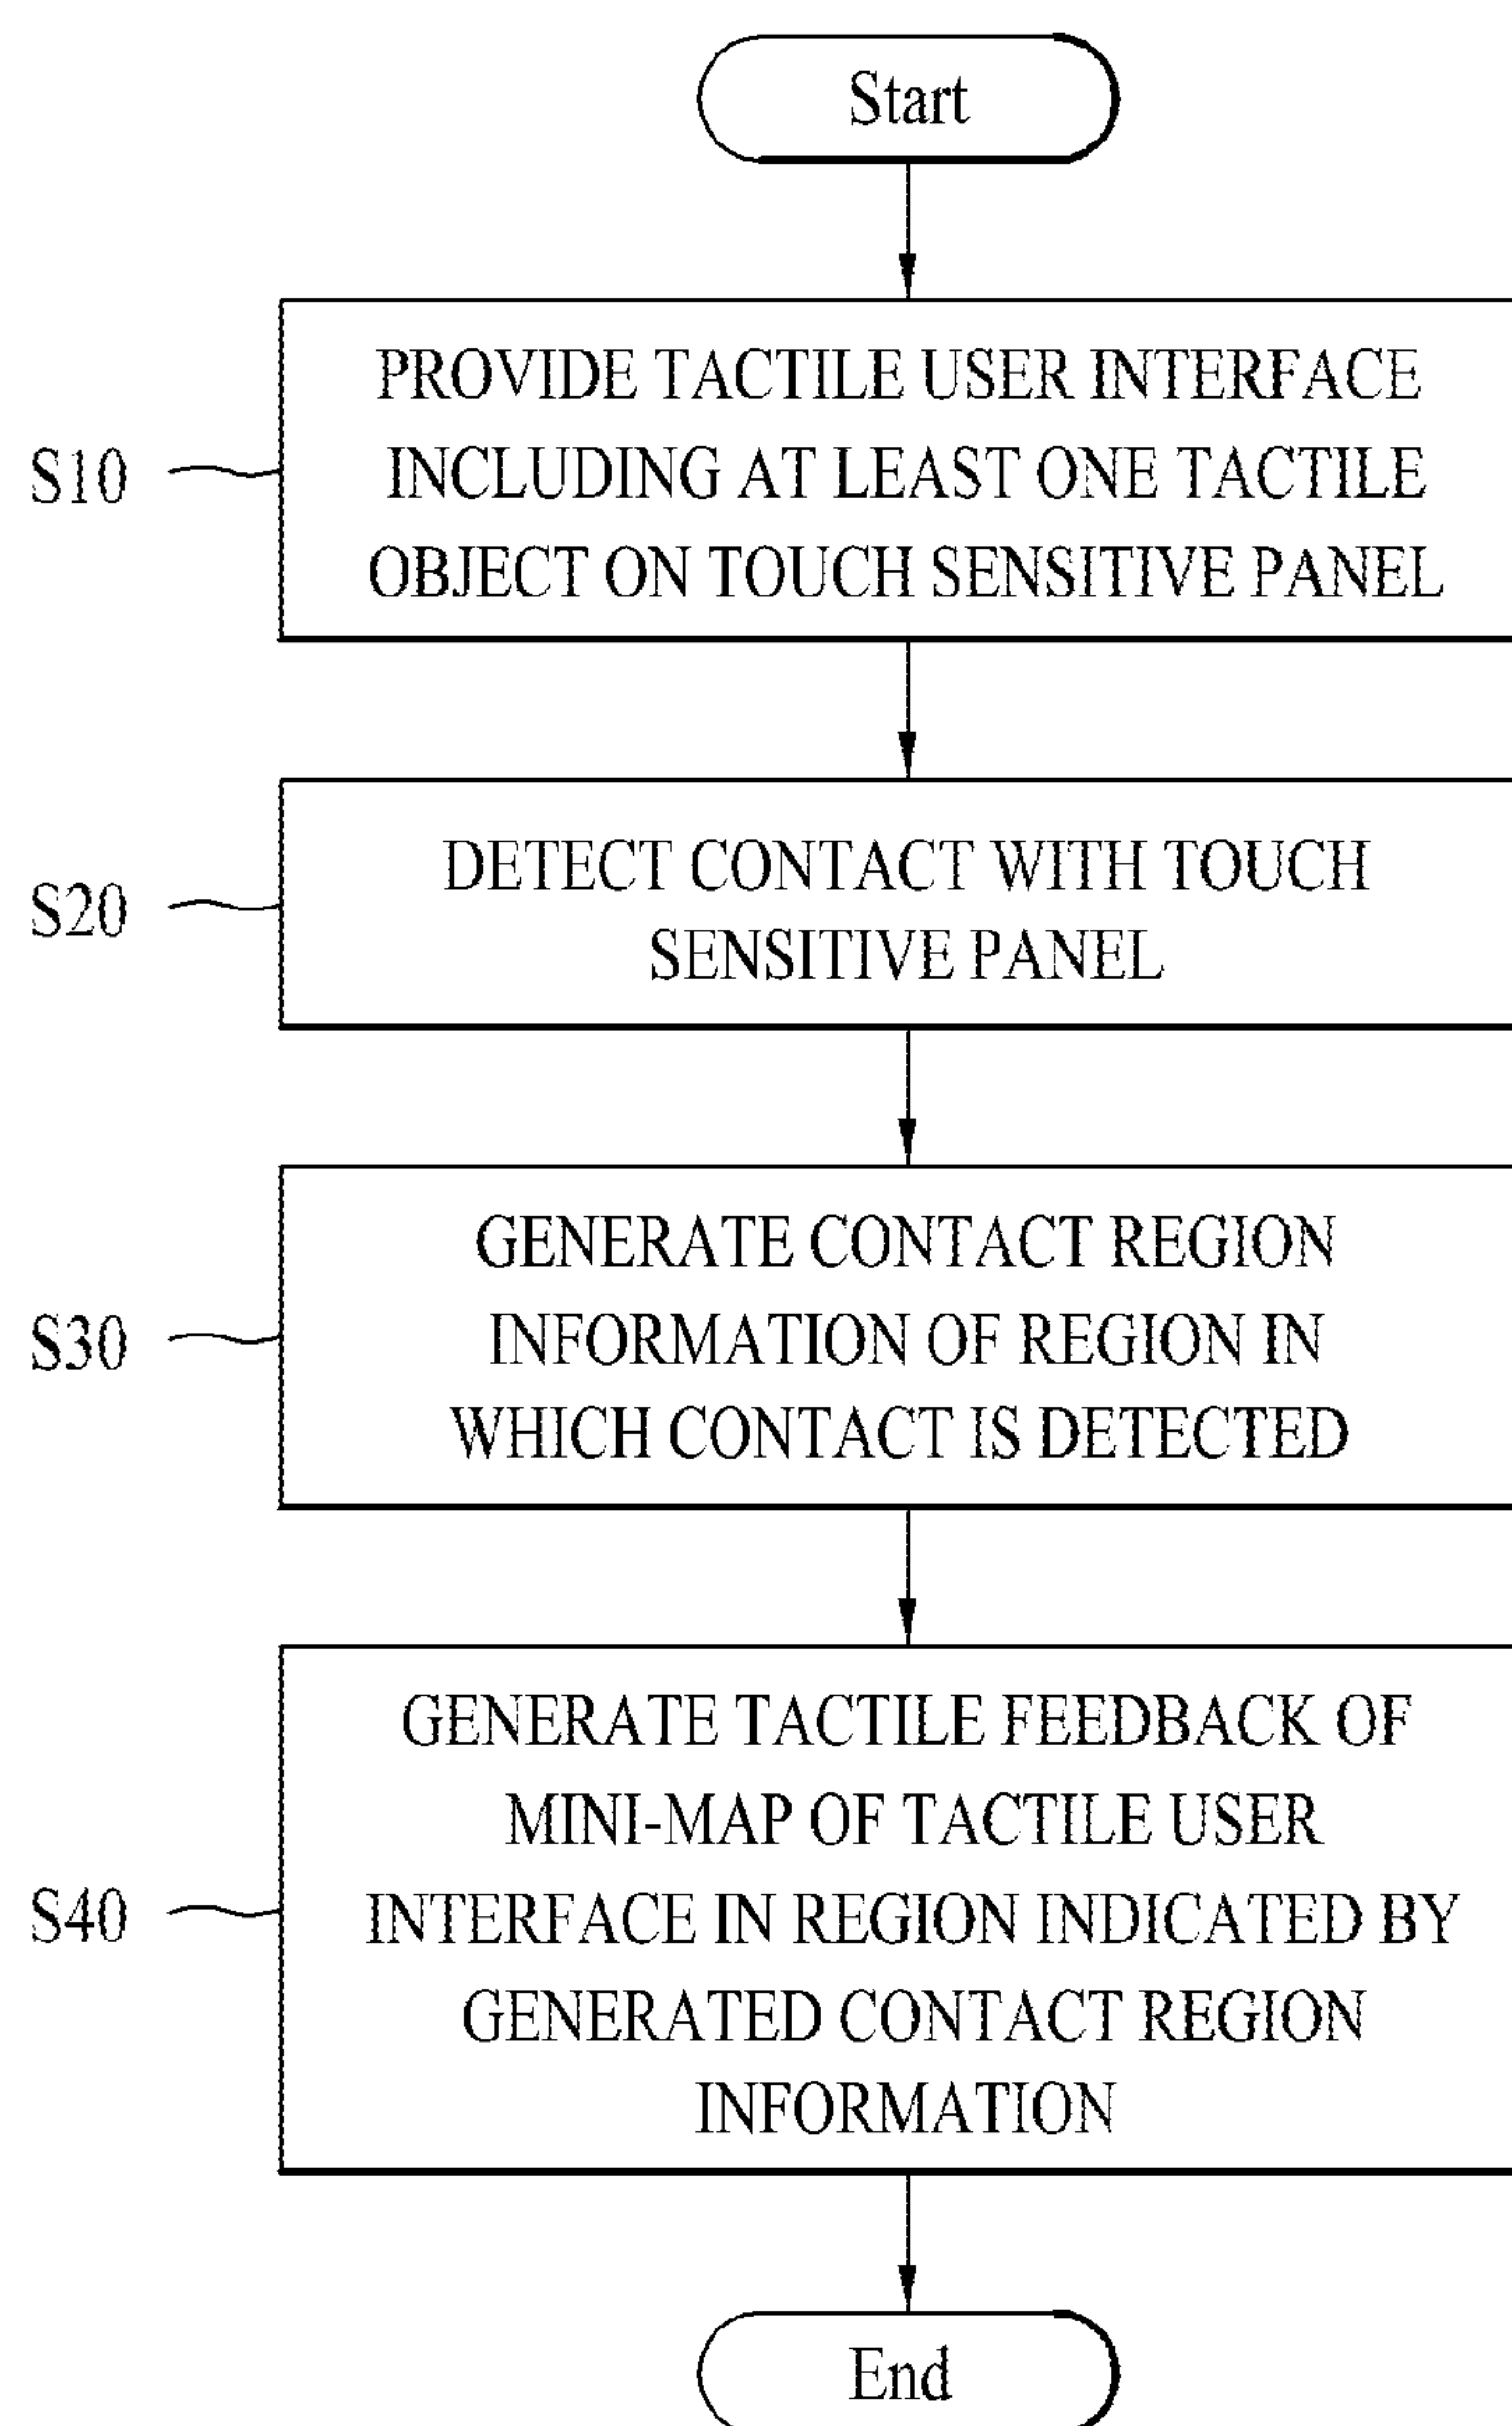 Start
PROVIDE TACTILE USER INTERFACE
INCLUDING AT LEAST ONE TACTILE
OBJECT ON TOUCH SENSITIVE PANEL
S10
DETECT CONTACT WITH TOUCH
SENSITIVE PANEL
S20
GENERATE CONTACT REGION
INFORMATION OF REGION IN
WHICH CONTACT IS DETECTED
S30
GENERATE TACTILE FEEDBACK OF
MINI-MAP OF TACTILE USER
INTERFACE IN REGION INDICATED BY
GENERATED CONTACT REGION
INFORMATION
S40
End